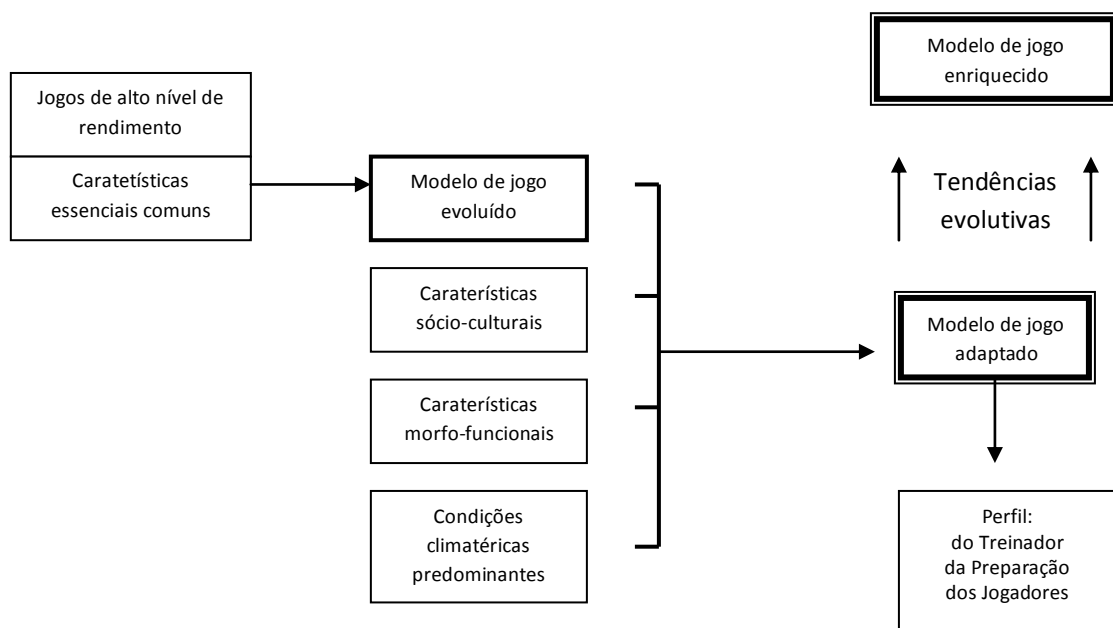 Jogos de alto nível de
rendimento
Caratetísticas
essenciais comuns
Modelo de jogo
evoluído
Caraterísticas
sócio-culturais
Caraterísticas
morfo-funcionais
Condições
climatéricas
predominantes
Modelo de jogo
enriquecido
Tendências
evolutivas
Modelo de jogo
adaptado
Perfil:
do Treinador
da Preparação
dos Jogadores